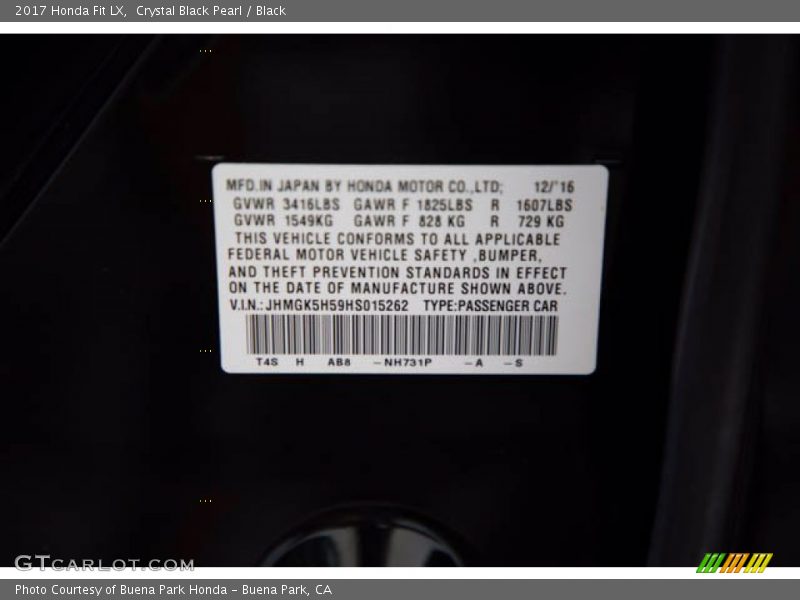 2017 Honda Fit LX,  Crystal Black Pearl / Black
MFD.IN JAPAN BY HONDA MOTOR CO.,LTD; 12/'16
GVWR 3416LBS GAWR F 1825LBS R 1607LBS
GVWR 1549KG GAWR F 828 KG R 729 KG
THIS VEHICLE CONFORMS TO ALL APPLICABLE
FEDERAL MOTOR VEHICLE SAFETY ,BUMPER,
AND THEFT PREVENTION STANDARDS IN EFFECT
ON THE DATE OF MANUFACTURE SHOWN ABOVE.
V.I.N.:JHMGK5H59HS015262 TYPE:PASSENGER CAR
T4S H AB8 -NH731P -A -S
GTCARLOT.COM
Photo Courtesy of Buena Park Honda - Buena Park, CA